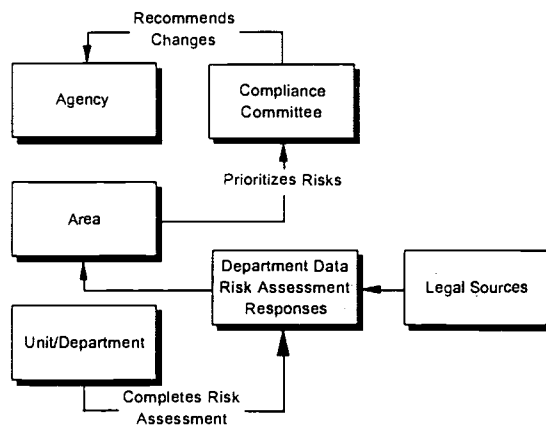 Recommends
Changes
Agency
Compliance
Committee
Prioritizes Risks
Area
Department Data
Risk Assessment
Responses
Legal Sources
Unit/Department
Completes Risk
Assessment